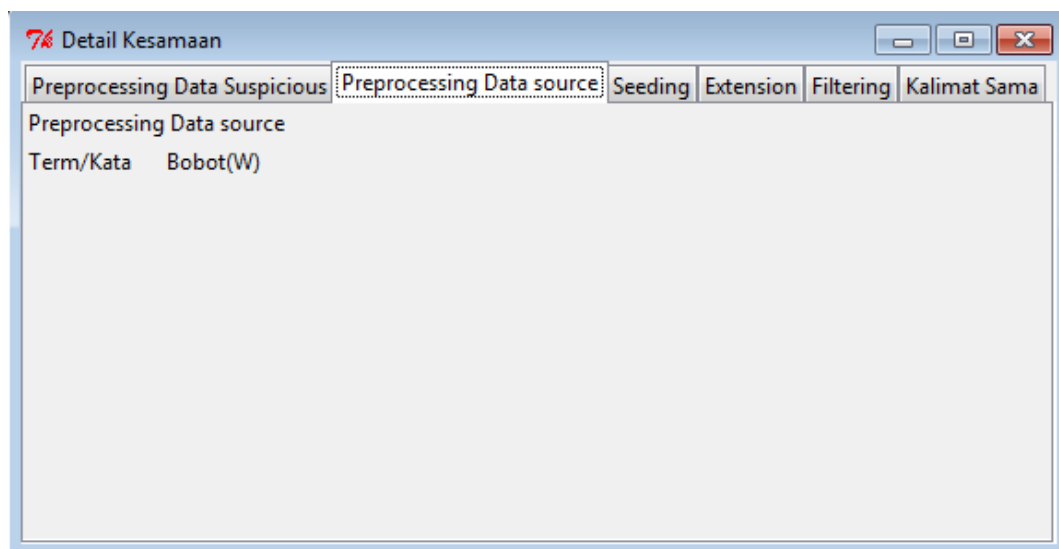 Detail Kesamaan
Preprocessing Data Suspicious Preprocessing Data source Seeding Extension Filtering Kalimat Sama
Preprocessing Data source
Term/Kata Bobot(W)